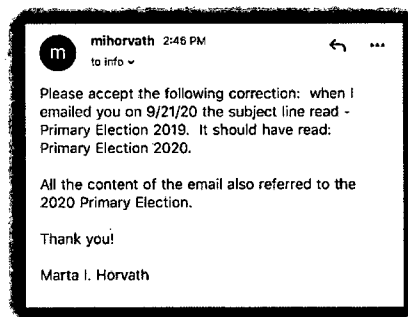 m
mihorvath 2:46 PM
to info
Please accept the following correction: when I
emailed you on 9/21/20 the subject line read -
Primary Election 2019. It should have read:
Primary Election 2020.
All the content of the email also referred to the
2020 Primary Election.
Thank you!
Marta I. Horvath